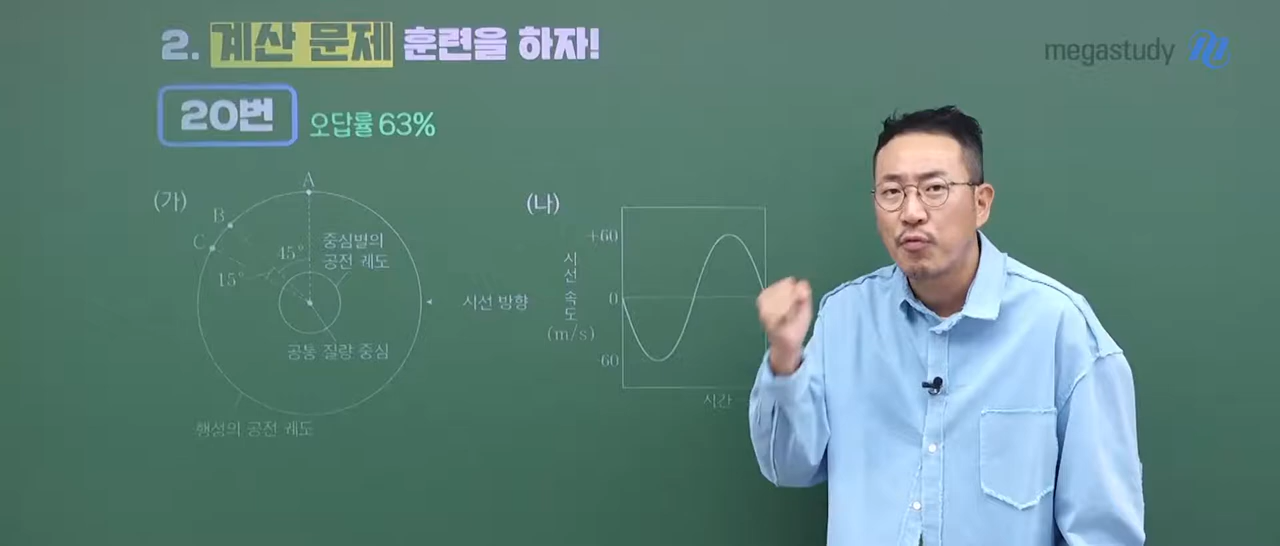 2. 계산 문제 훈련을 하자!
megastudy
20번
오답률 63%
(가)
A
B
C
45°
15°
중심별의
공전 궤도
시선 방향
공통 질량 중심
행성의 공전 궤도
(나)
+60
0
-60
시선 속도
(m/s)
시간